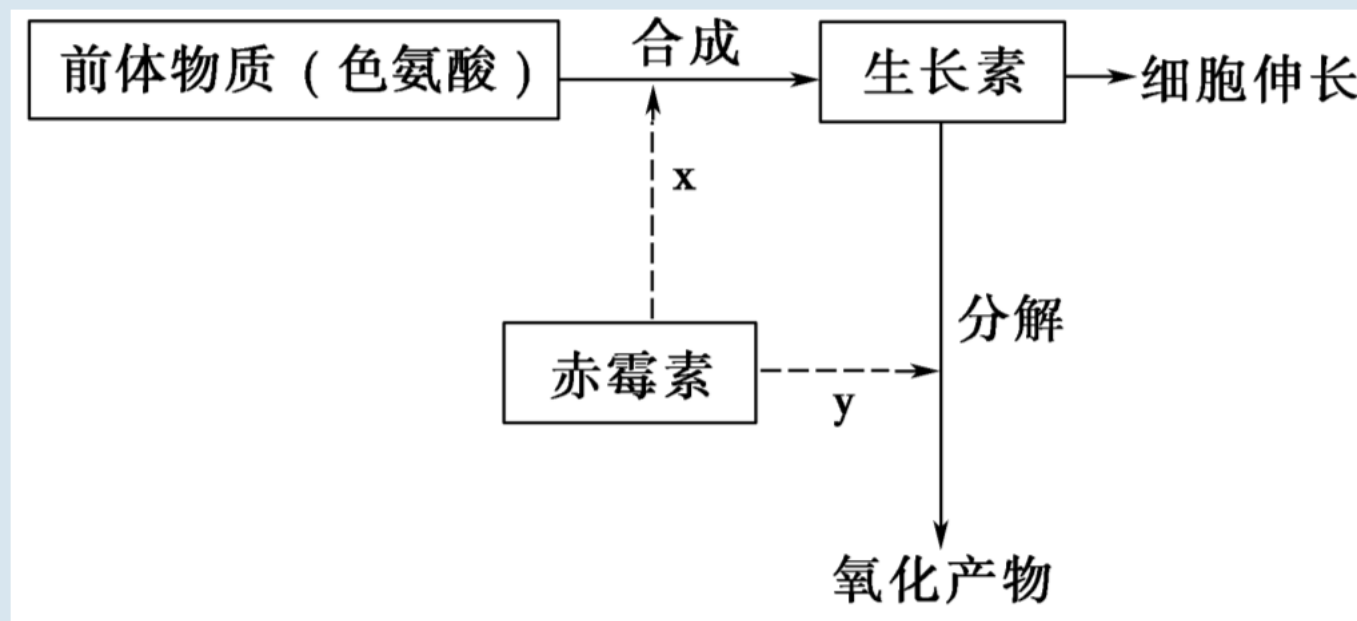 合成
前体物质（色氨酸）
生长素
细胞伸长
x
分解
赤霉素
y
氧化产物